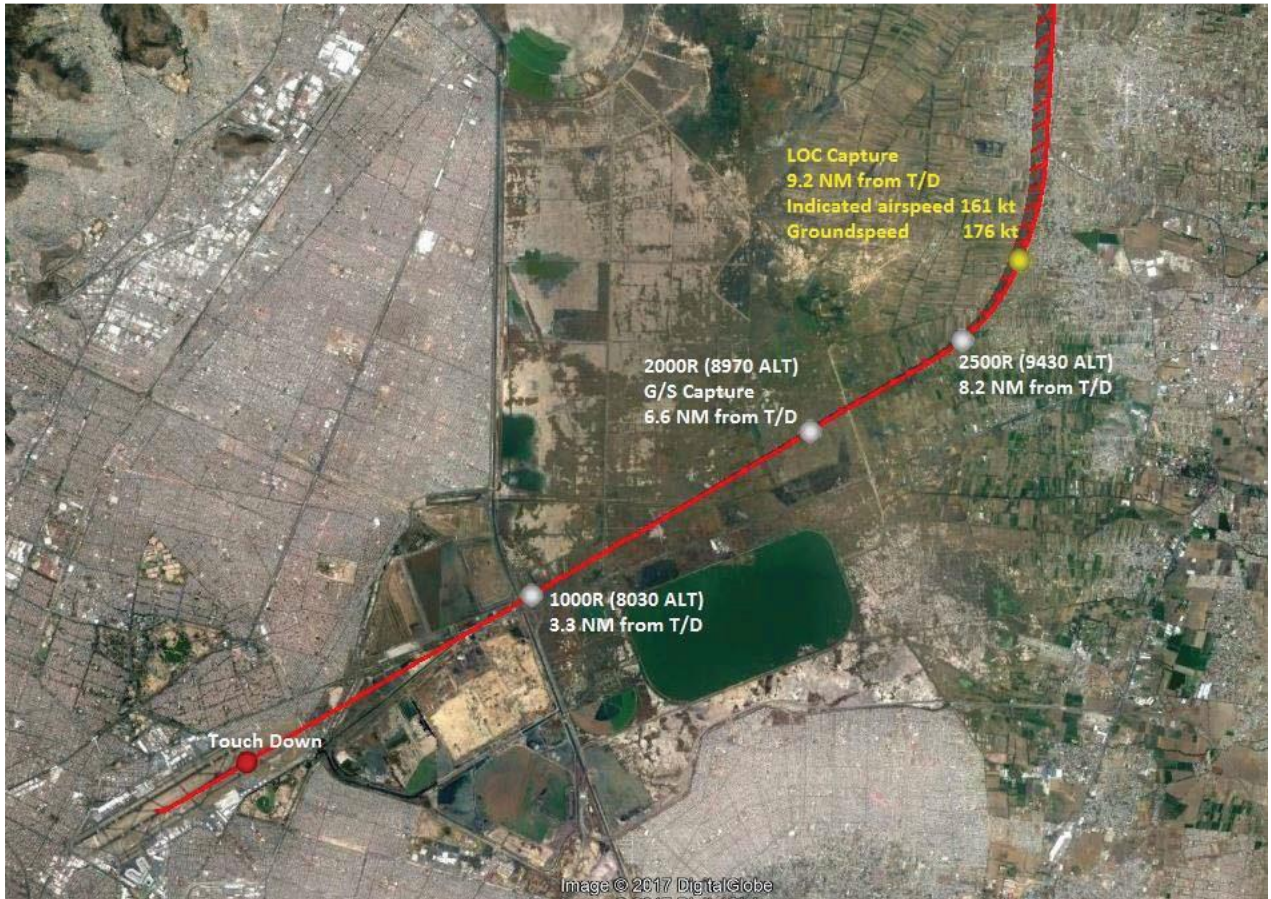 LOC Capture
9.2 NM from T/D
Indicated airspeed 161 kt
Groundspeed 176 kt
2000R (8970 ALT)
G/S Capture
6.6 NM from T/D
2500R (9430 ALT)
8.2 NM from T/D
1000R (8030 ALT)
3.3 NM from T/D
Touch Down
Image © 2017 DigitalGlobe